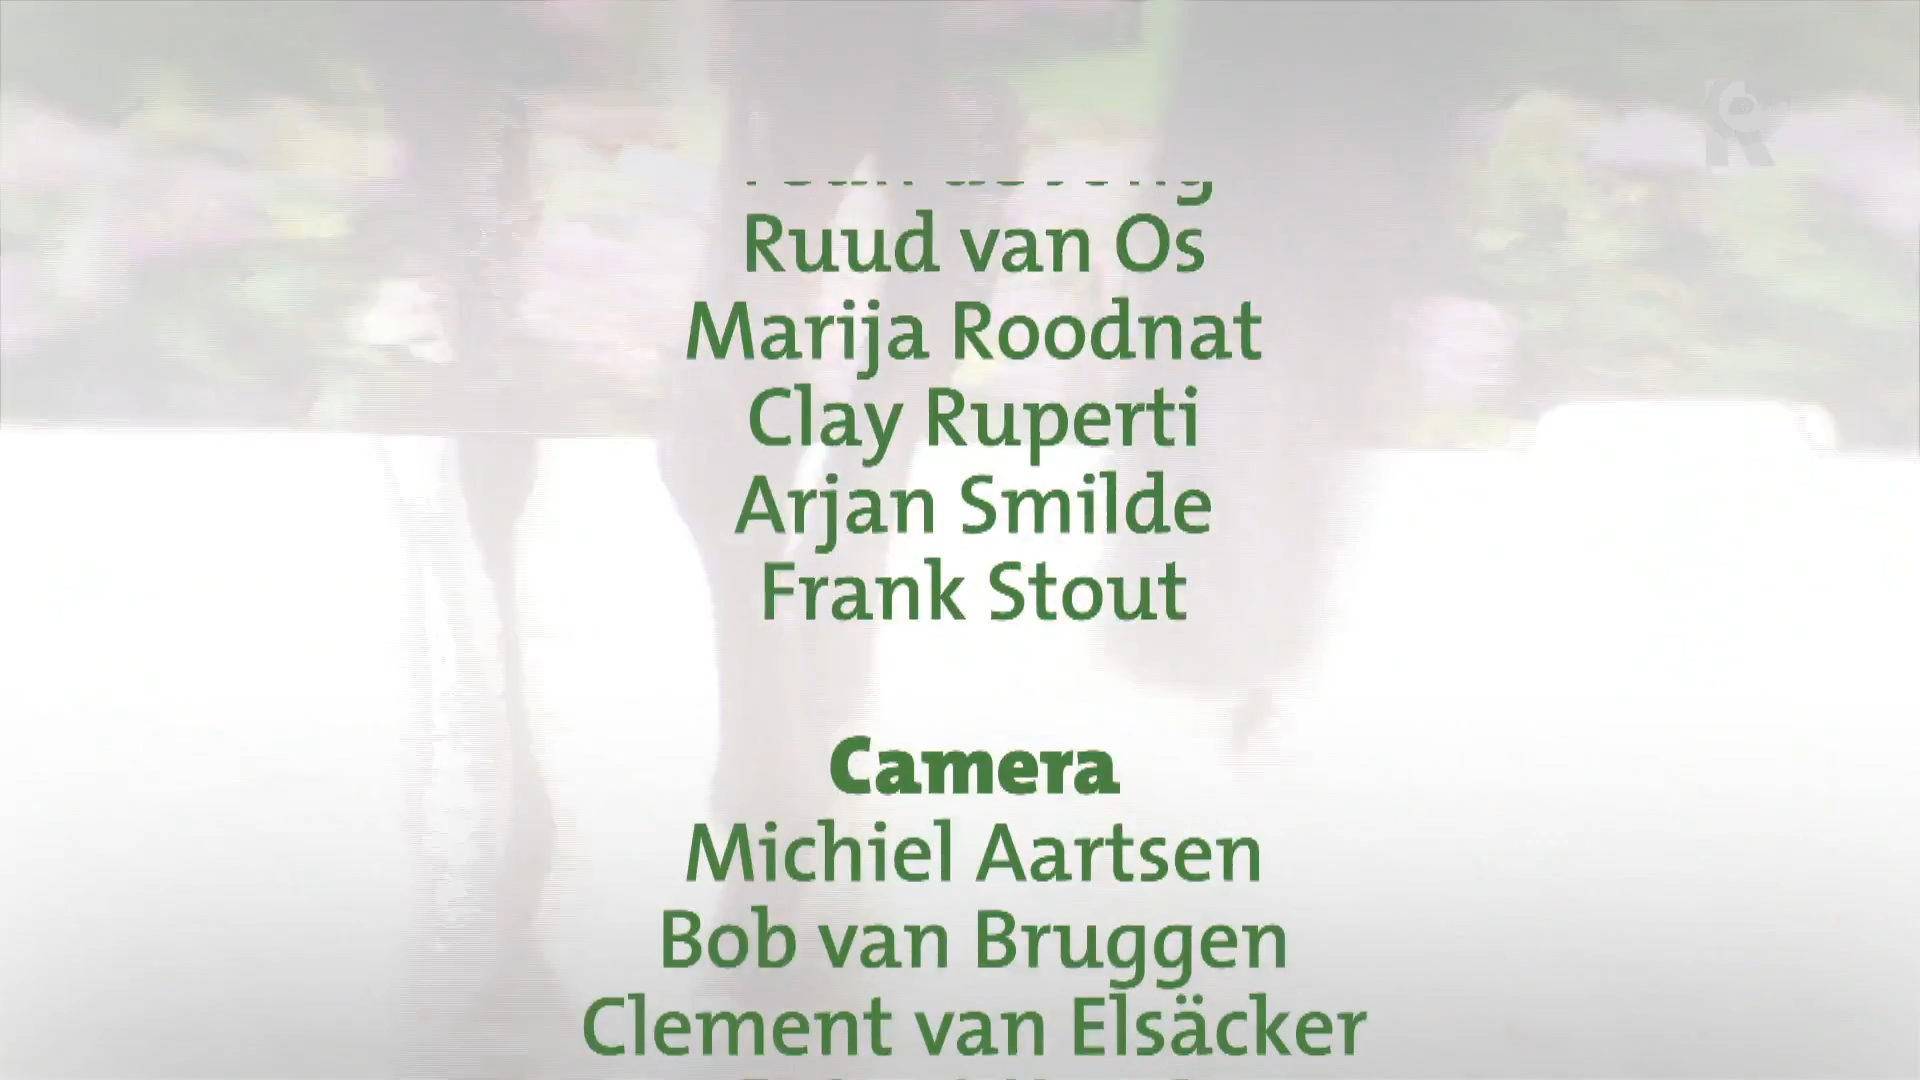 Ruud van Os
Marija Roodnat
Clay Ruperti
Arjan Smilde
Frank Stout
Camera
Michiel Aartsen
Bob van Bruggen
Clement van Elsäcker